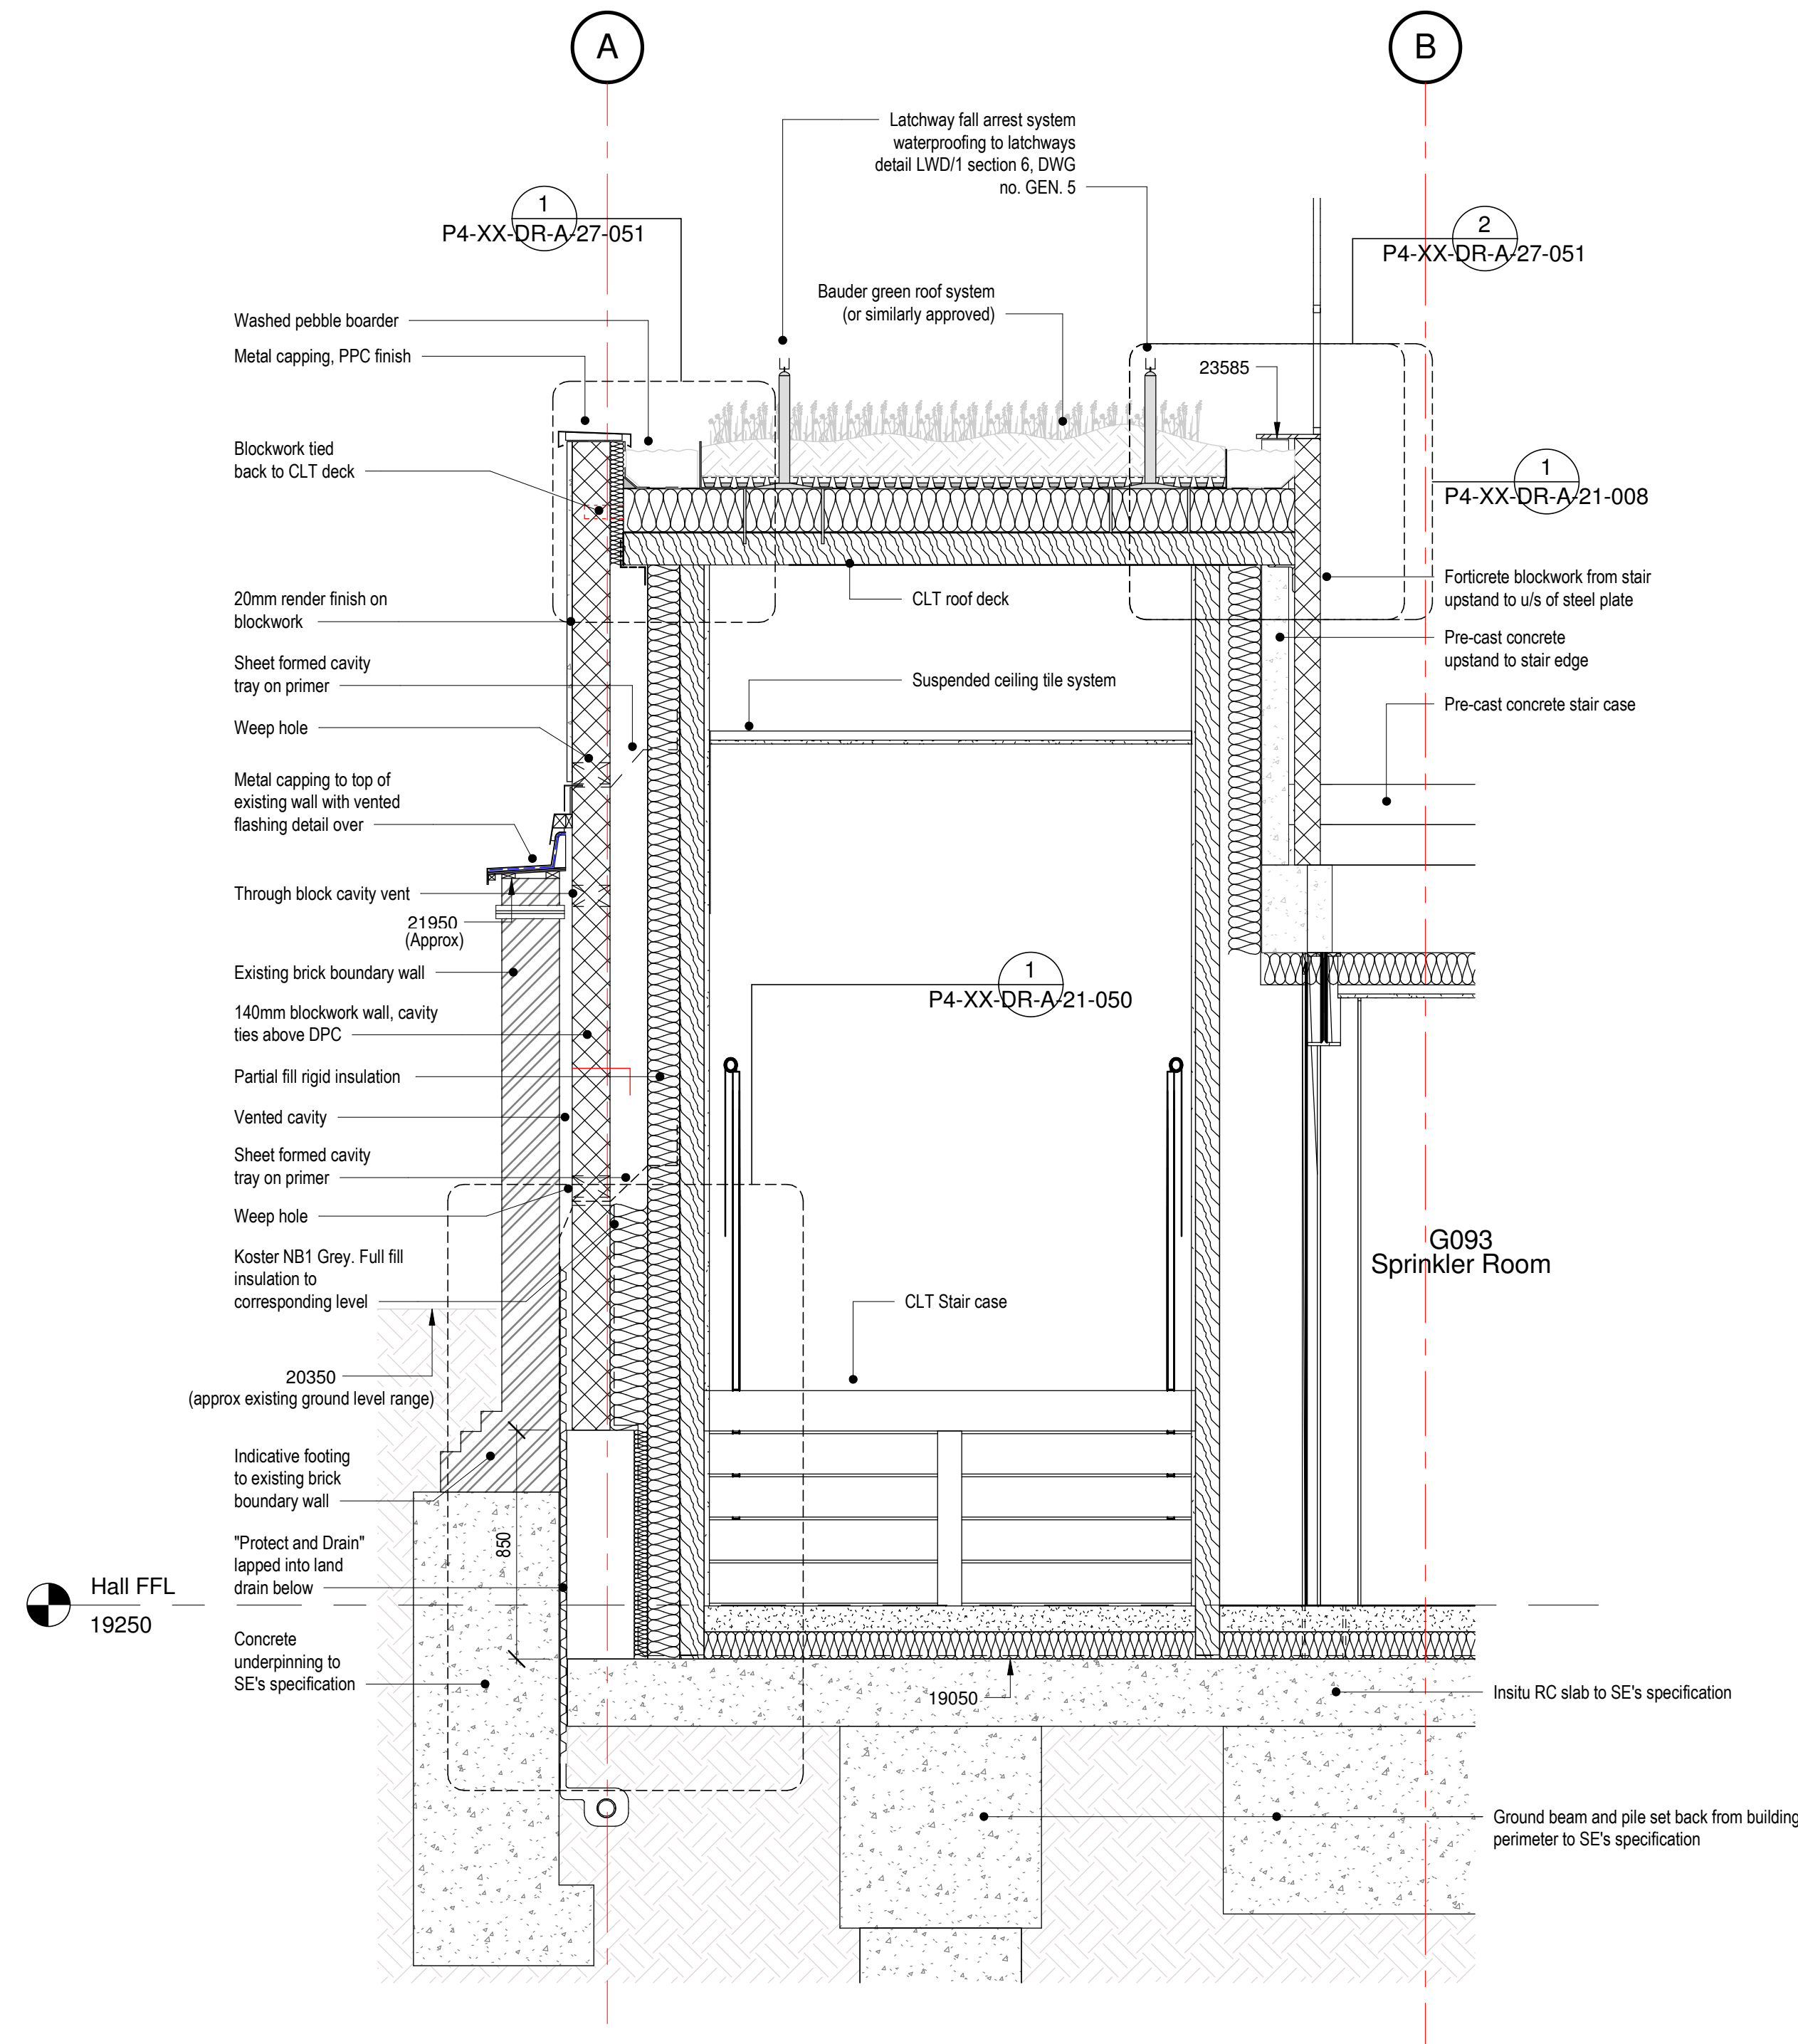 A
B
Latchway fall arrest system
waterproofing to latchways
detail LWD/1 section 6, DWG
no. GEN. 5
1
P4-XX-DR-A-27-051
2
P4-XX-DR-A-27-051
Bauder green roof system
(or similarly approved)
Washed pebble boarder
Metal capping, PPC finish
23585
Blockwork tied
back to CLT deck
1
P4-XX-DR-A-21-008
20mm render finish on
blockwork
CLT roof deck
Forticrete blockwork from stair
upstand to u/s of steel plate
Pre-cast concrete
upstand to stair edge
Sheet formed cavity
tray on primer
Suspended ceiling tile system
Pre-cast concrete stair case
Weep hole
Metal capping to top of
existing wall with vented
flashing detail over
Through block cavity vent
21950
(Approx)
Existing brick boundary wall
1
P4-XX-DR-A-21-050
140mm blockwork wall, cavity
ties above DPC
Partial fill rigid insulation
Vented cavity
Sheet formed cavity
tray on primer
Weep hole
Koster NB1 Grey. Full fill
insulation to
corresponding level
G093
Sprinkler Room
CLT Stair case
20350
(approx existing ground level range)
Indicative footing
to existing brick
boundary wall
850
"Protect and Drain"
lapped into land
drain below
Hall FFL
19250
Concrete
underpinning to
SE's specification
19050
Insitu RC slab to SE's specification
Ground beam and pile set back from building
perimeter to SE's specification